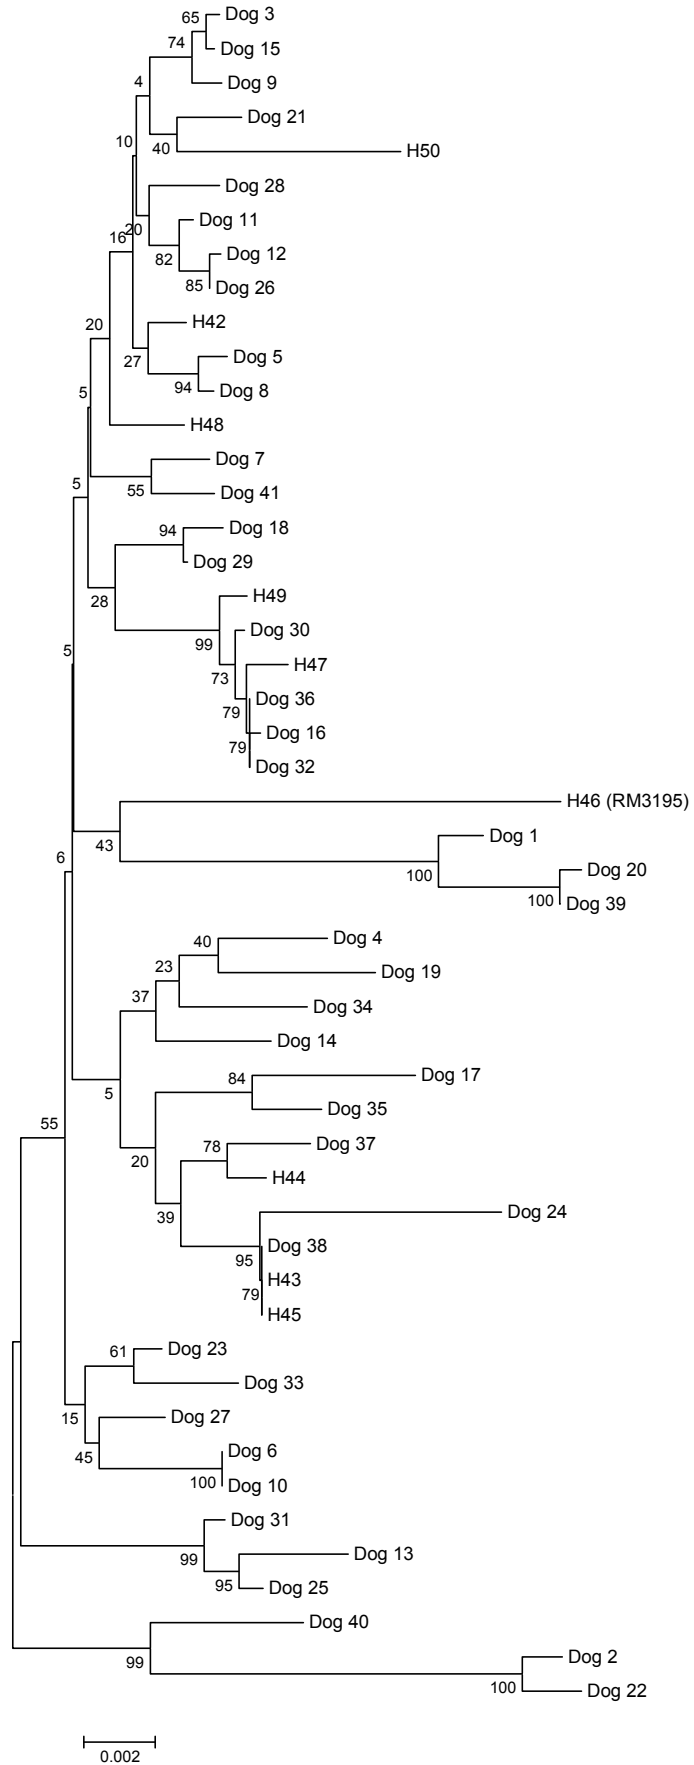 65
Dog 3
74
Dog 15
4
Dog 9
Dog 21
10
40
H50
Dog 28
20
Dog 11
16
82
Dog 12
85
Dog 26
20
H42
27
Dog 5
94
Dog 8
5
H48
Dog 7
5
55
Dog 41
94
Dog 18
Dog 29
28
H49
99
Dog 30
5
73
H47
79
Dog 36
Dog 16
79
Dog 32
H46 (RM3195)
43
Dog 1
6
100
Dog 20
100
Dog 39
40
Dog 4
23
Dog 19
37
Dog 34
Dog 14
84
Dog 17
5
Dog 35
55
78
Dog 37
20
H44
39
Dog 24
95
Dog 38
79
H43
H45
61
Dog 23
Dog 33
15
Dog 27
45
Dog 6
100
Dog 10
Dog 31
99
Dog 13
95
Dog 25
Dog 40
99
Dog 2
100
Dog 22
0.002